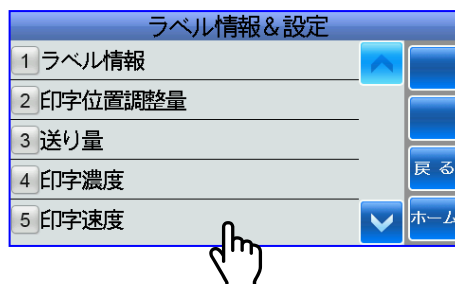 ラベル情報&設定
1 ラベル情報
2 印字位置調整量
3 送り量
4 印字濃度
5 印字速度
戻る
ホーム